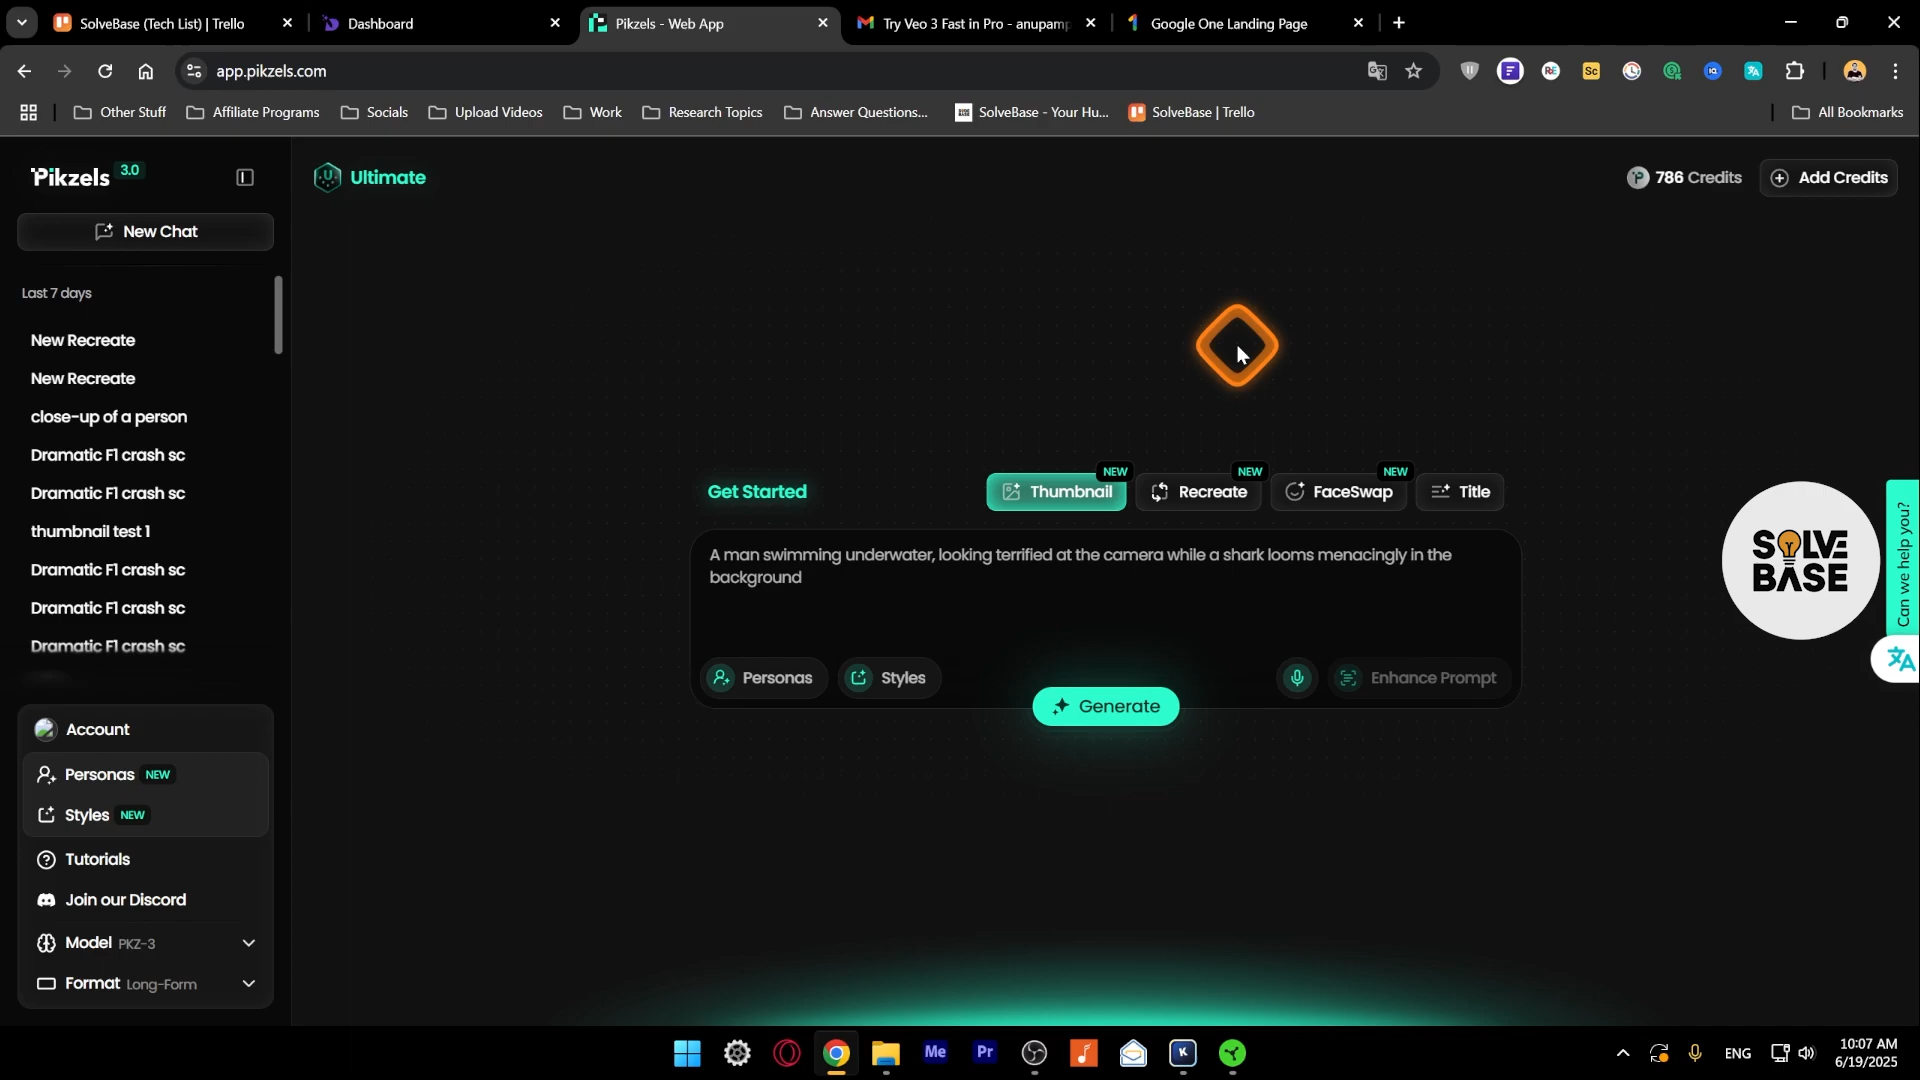 SolveBase (Tech List) | Trello
Dashboard
Pikzels - Web App
Try Veo 3 Fast in Pro - anupamp
Google One Landing Page
app.pikzels.com
Other Stuff
Affiliate Programs
Socials
Upload Videos
Work
Research Topics
Answer Questions...
SolveBase - Your Hu...
SolveBase | Trello
All Bookmarks
Pikzels 3.0
Ultimate
786 Credits
Add Credits
New Chat
Last 7 days
New Recreate
New Recreate
close-up of a person
Dramatic F1 crash sc
Dramatic F1 crash sc
thumbnail test 1
Dramatic F1 crash sc
Dramatic F1 crash sc
Dramatic F1 crash sc
Account
Personas NEW
Styles NEW
Tutorials
Join our Discord
Model PKZ-3
Format Long-Form
Get Started
Thumbnail NEW
Recreate NEW
FaceSwap NEW
Title
A man swimming underwater, looking terrified at the camera while a shark looms menacingly in the
background
Personas
Styles
Enhance Prompt
Generate
SOLVE
BASE
Can we help you?
Me
Pr
K
ENG
10:07 AM
6/19/2025